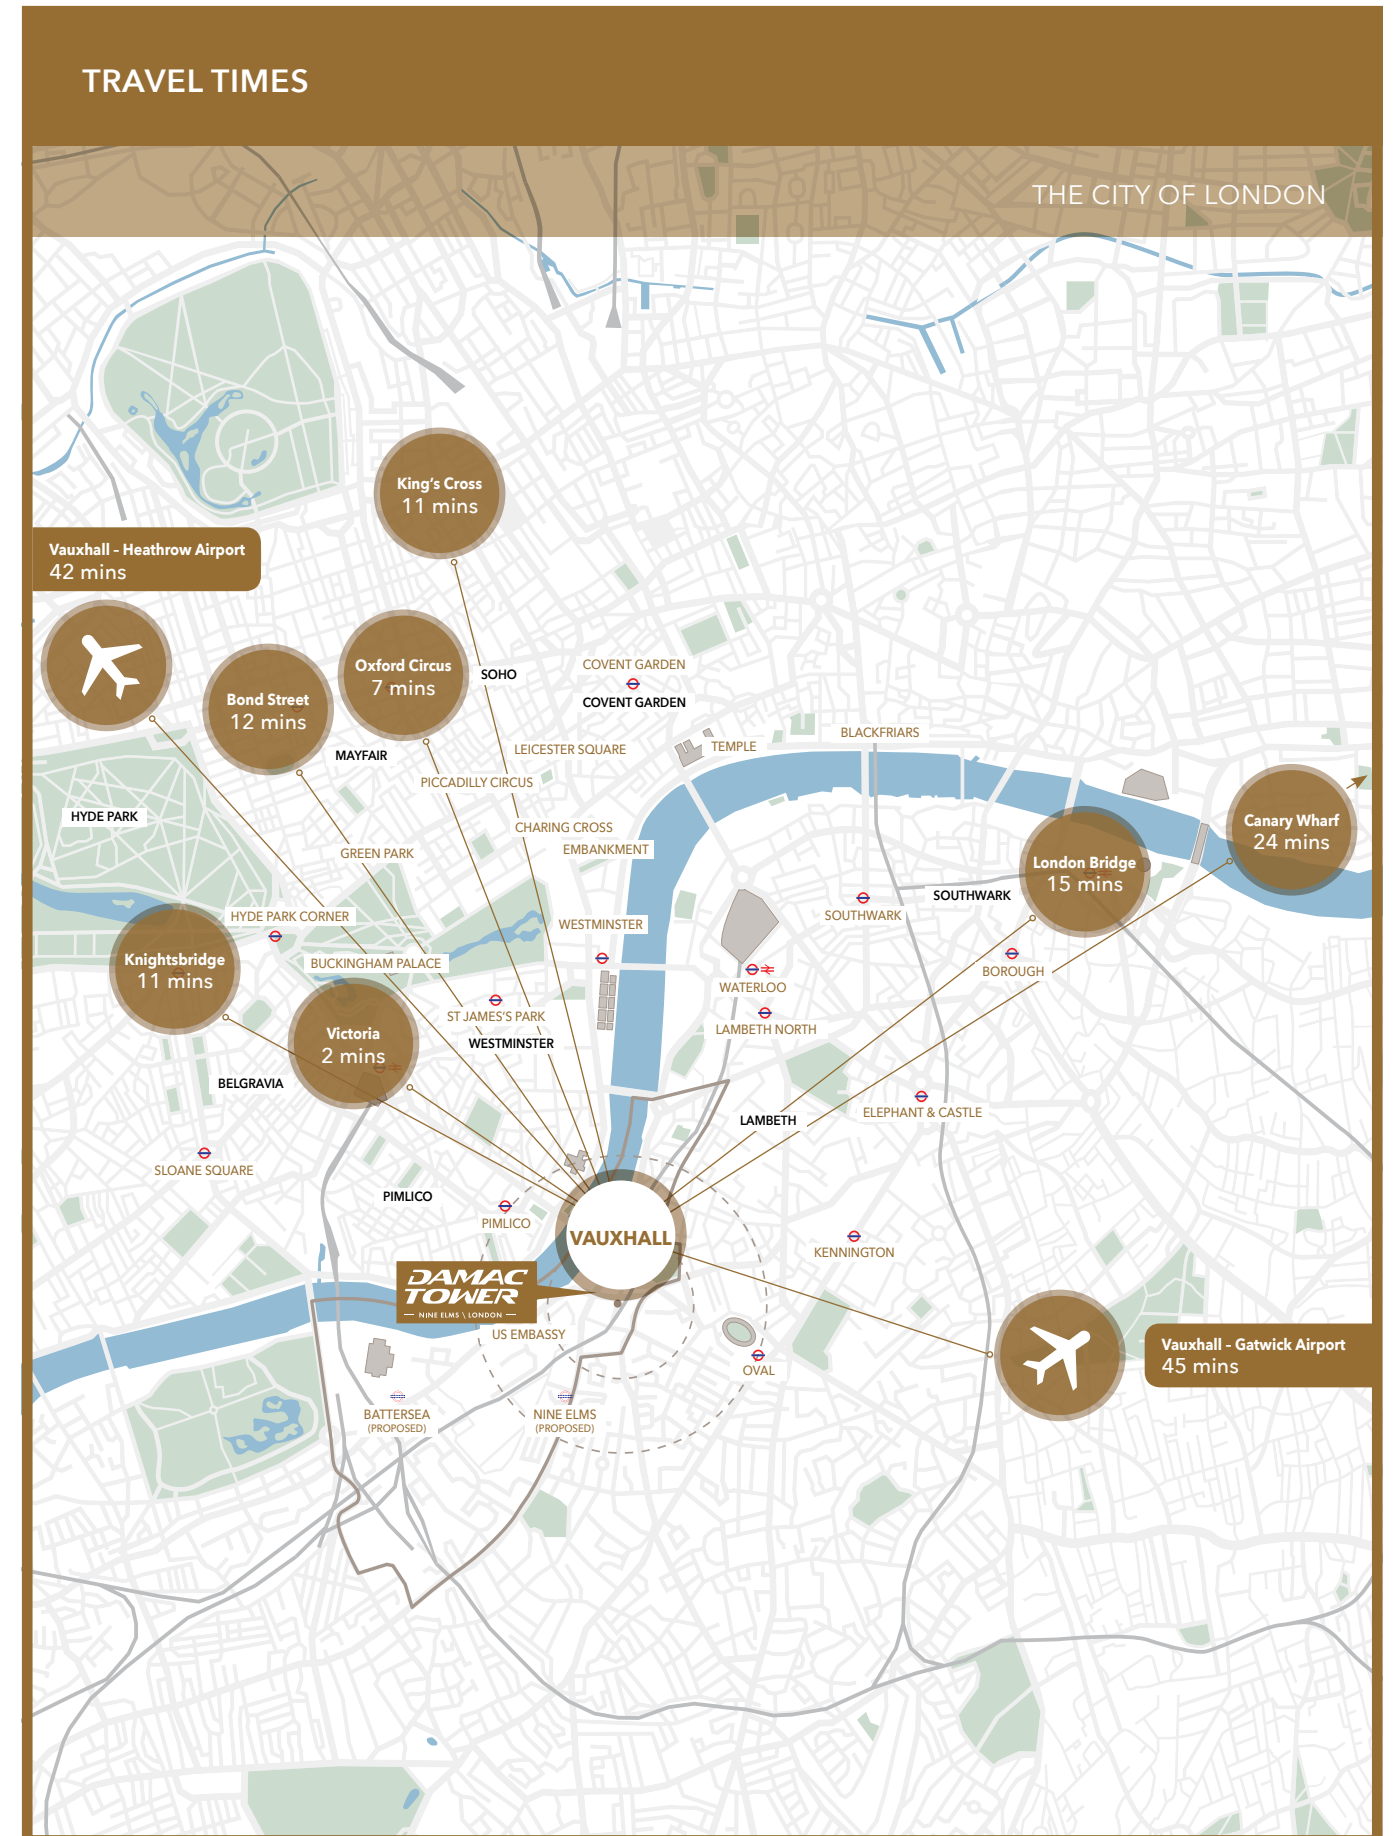 TRAVEL TIMES
THE CITY OF LONDON
King's Cross
11 mins
Vauxhall - Heathrow Airport
42 mins
Oxford Circus
7 mins
Bond Street
12 mins
SOHO
COVENT GARDEN
COVENT GARDEN
MAYFAIR
LEICESTER SQUARE
TEMPLE
BLACKFRIARS
PICCADILLY CIRCUS
HYDE PARK
CHARING CROSS
EMBANKMENT
GREEN PARK
Canary Wharf
24 mins
London Bridge
15 mins
SOUTHWARK
SOUTHWARK
HYDE PARK CORNER
WESTMINSTER
Knightsbridge
11 mins
BUCKINGHAM PALACE
BOROUGH
WATERLOO
ST JAMES'S PARK
LAMBETH NORTH
WESTMINSTER
Victoria
2 mins
BELGRAVIA
LAMBETH
ELEPHANT & CASTLE
SLOANE SQUARE
PIMLICO
PIMLICO
VAUXHALL
KENNINGTON
DAMAC
TOWER
NINE ELMS \ LONDON
US EMBASSY
Vauxhall - Gatwick Airport
45 mins
OVAL
BATTERSEA
(PROPOSED)
NINE ELMS
(PROPOSED)